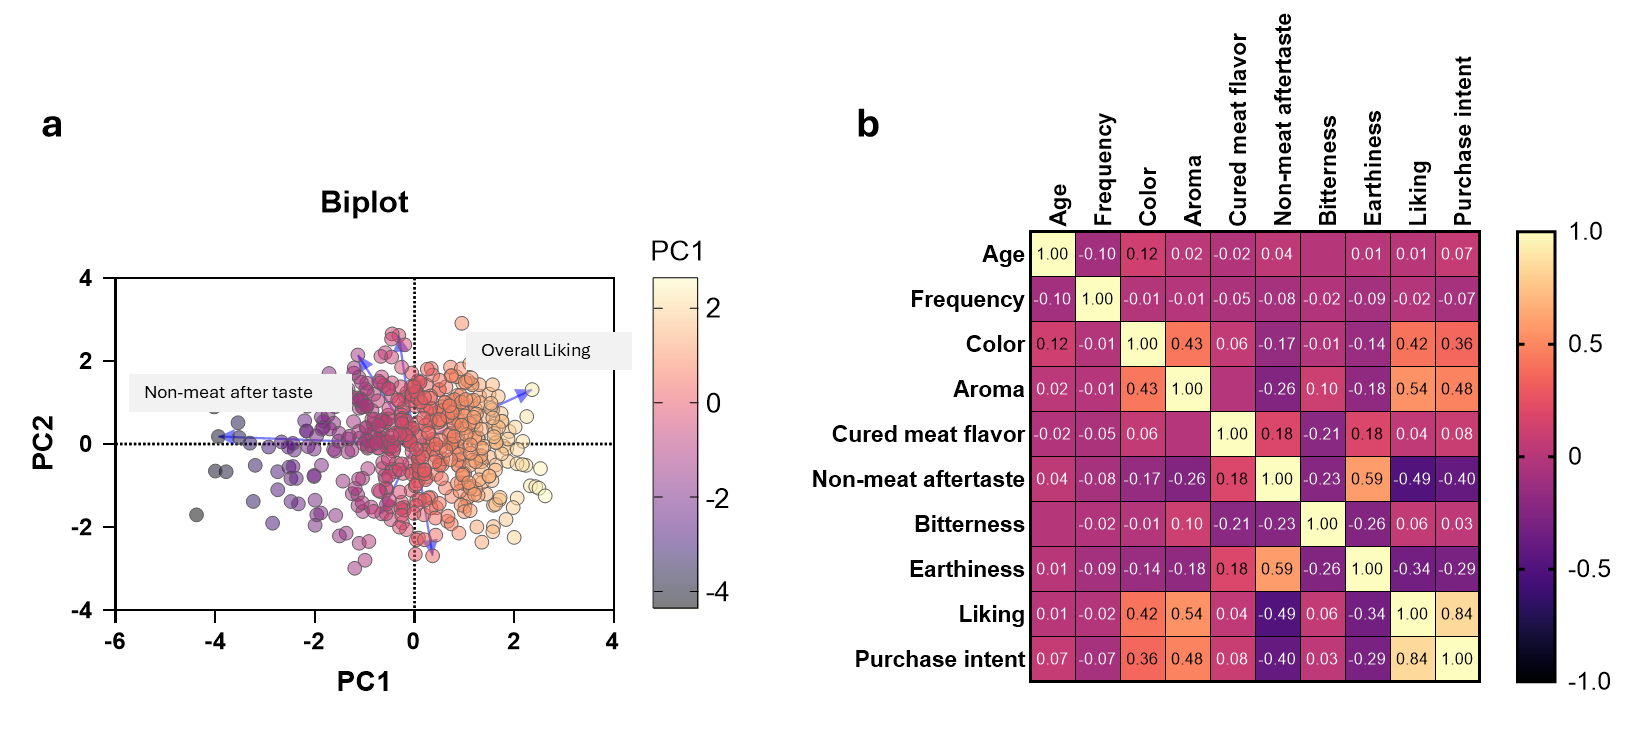 a
Biplot
PC1
4
2
0
-2
-4
PC2
-6
-4
-2
0
2
4
PC1
Overall Liking
Non-meat after taste
2
0
-2
-4
b
Age
Frequency
Color
Aroma
Cured meat flavor
Non-meat aftertaste
Bitterness
Earthiness
Liking
Purchase intent
Age 1.00 -0.10 0.12 0.02 -0.02 0.04 0.01 0.01 0.07
Frequency -0.10 1.00 -0.01 -0.01 -0.05 -0.08 -0.02 -0.09 -0.02 -0.07
Color 0.12 -0.01 1.00 0.43 0.06 -0.17 -0.01 -0.14 0.42 0.36
Aroma 0.02 -0.01 0.43 1.00 -0.26 0.10 -0.18 0.54 0.48
Cured meat flavor -0.02 -0.05 0.06 1.00 0.18 -0.21 0.18 0.04 0.08
Non-meat aftertaste 0.04 -0.08 -0.17 -0.26 0.18 1.00 -0.23 0.59 -0.49 -0.40
Bitterness -0.02 -0.01 0.10 -0.21 -0.23 1.00 -0.26 0.06 0.03
Earthiness 0.01 -0.09 -0.14 -0.18 0.18 0.59 -0.26 1.00 -0.34 -0.29
Liking 0.01 -0.02 0.42 0.54 0.04 -0.49 0.06 -0.34 1.00 0.84
Purchase intent 0.07 -0.07 0.36 0.48 0.08 -0.40 0.03 -0.29 0.84 1.00
1.0
0.5
0
-0.5
-1.0